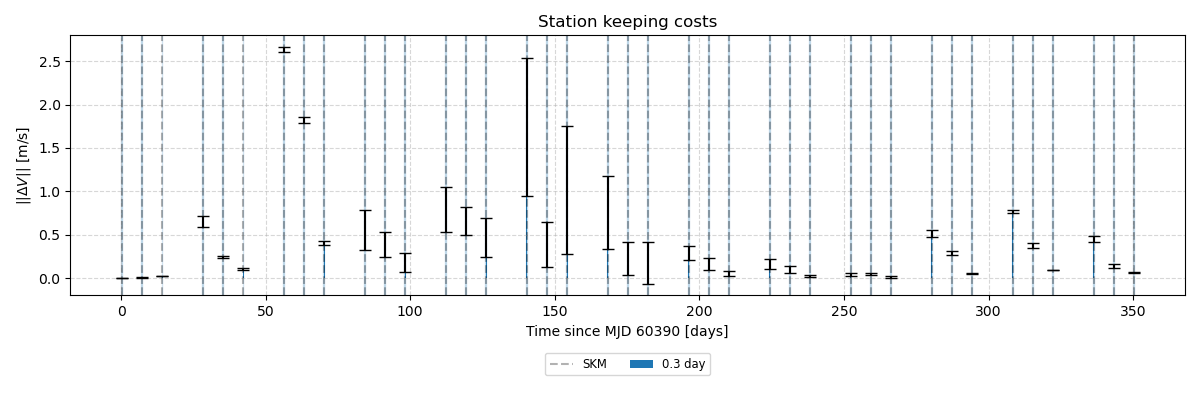 Station keeping costs
||ΔV|| [m/s]
2.5
2.0
1.5
1.0
0.5
0.0
0 50 100 150 200 250 300 350
Time since MJD 60390 [days]
SKM 0.3 day